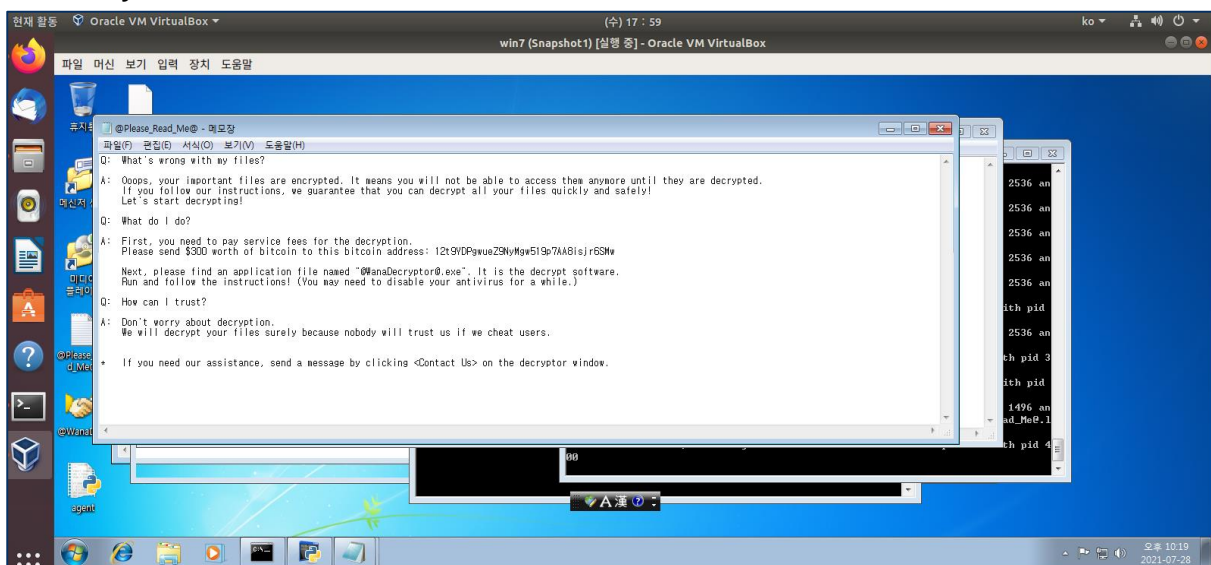 현재 활동 Oracle VM VirtualBox (수) 17 : 59 ko
win7 (Snapshot1) [실행 중] - Oracle VM VirtualBox
파일 머신 보기 입력 장치 도움말
@Please_Read_Me@ - 메모장
파일(F) 편집(E) 서식(O) 보기(V) 도움말(H)
Q: What's wrong with my files?
A: Ooops, your important files are encrypted. It means you will not be able to access them anymore until they are decrypted.
If you follow our instructions, we guarantee that you can decrypt all your files quickly and safely!
Let's start decrypting!
Q: What do I do?
A: First, you need to pay service fees for the decryption.
Please send $300 worth of bitcoin to this bitcoin address: 12t9YDPgwueZ9NyMgw519p7AA8isjr6SMw
Next, please find an application file named "@WanaDecryptor@.exe". It is the decrypt software.
Run and follow the instructions! (You may need to disable your antivirus for a while.)
Q: How can I trust?
A: Don't worry about decryption.
We will decrypt your files surely because nobody will trust us if we cheat users.
* If you need our assistance, send a message by clicking <Contact Us> on the decryptor window.
2536 an
2536 an
2536 an
2536 an
2536 an
ith pid
2536 an
th pid 3
ith pid
1496 an
ad_Me@.l
th pid 4
00
agent
A 漢
오후 10:19
2021-07-28